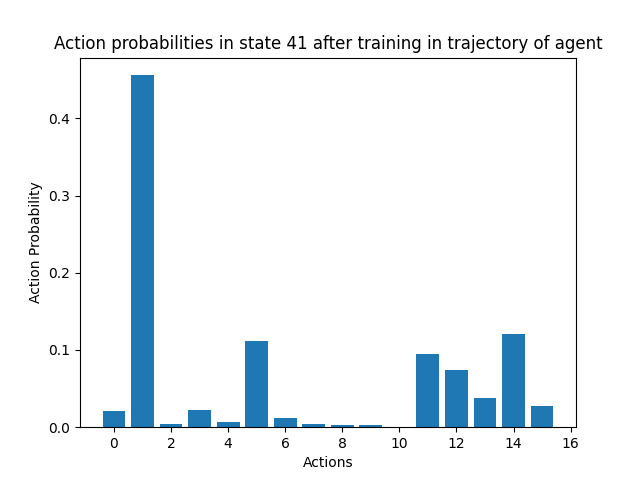 Action probabilities in state 41 after training in trajectory of agent
0.4
0.3
0.2
0.1
0.0
Action Probability
0 2 4 6 8 10 12 14 16
Actions